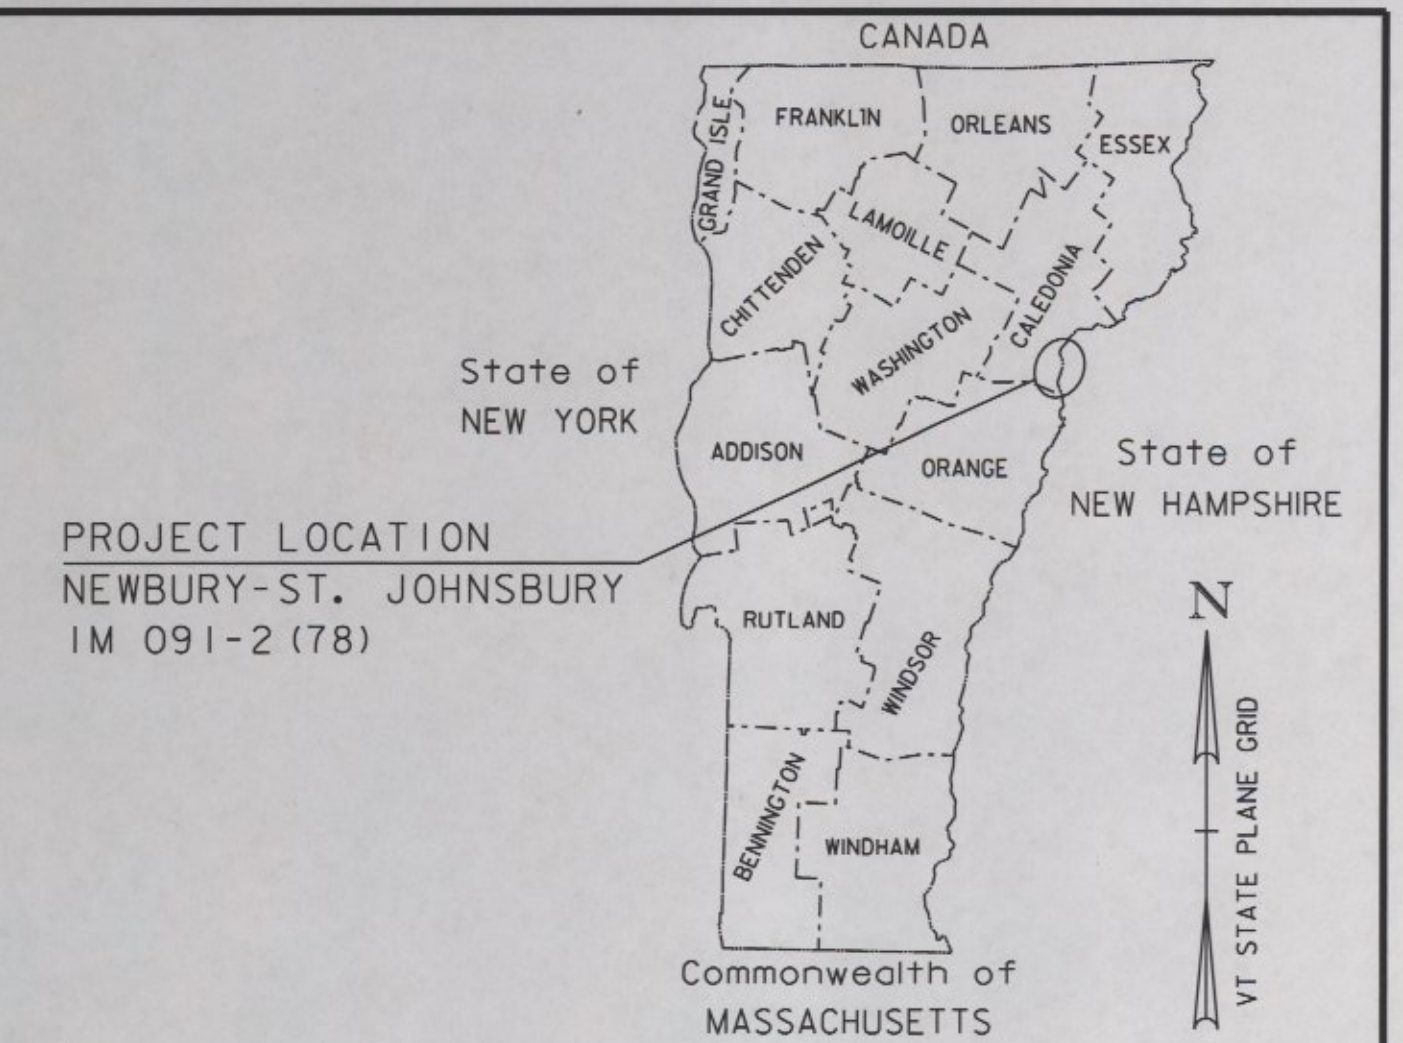 CANADA
GRAND ISLE
FRANKLIN
ORLEANS
ESSEX
LAMOILLE
CHITTENDEN
CALEDONIA
WASHINGTON
State of
NEW YORK
ADDISON
ORANGE
State of
NEW HAMPSHIRE
PROJECT LOCATION
NEWBURY-ST. JOHNSBURY
IM 091-2(78)
RUTLAND
WINDSOR
BENNINGTON
WINDHAM
N
VT STATE PLANE GRID
Commonwealth of
MASSACHUSETTS